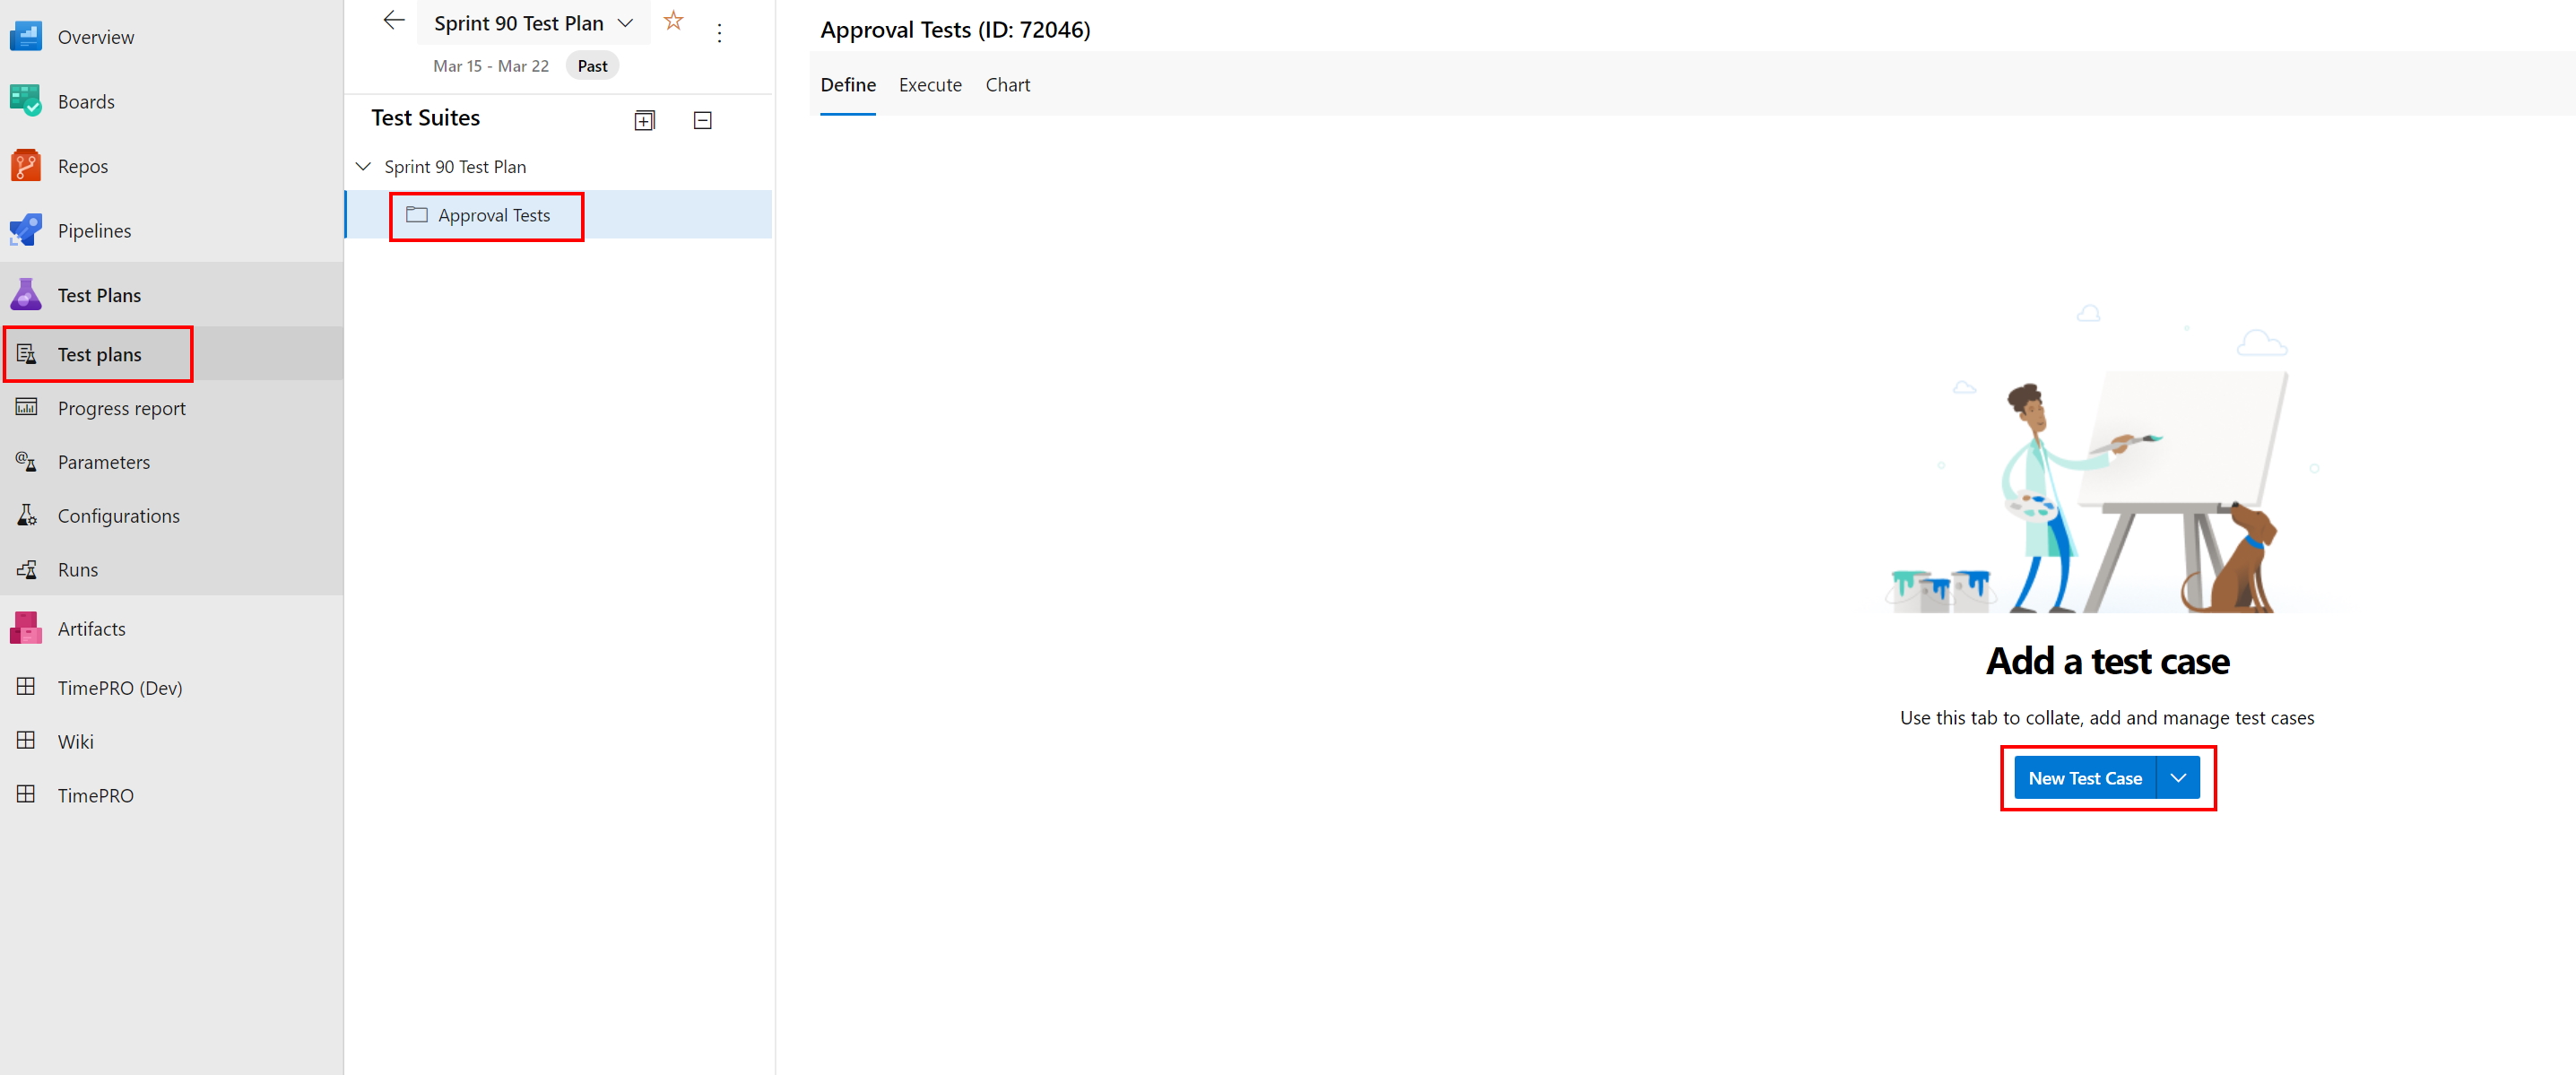 Overview
Boards
Repos
Pipelines
Test Plans
Test plans
Progress report
Parameters
Configurations
Runs
Artifacts
TimePRO (Dev)
Wiki
TimePRO
Sprint 90 Test Plan
Mar 15 - Mar 22 Past
Test Suites
Sprint 90 Test Plan
Approval Tests
Approval Tests (ID: 72046)
Define Execute Chart
Add a test case
Use this tab to collate, add and manage test cases
New Test Case